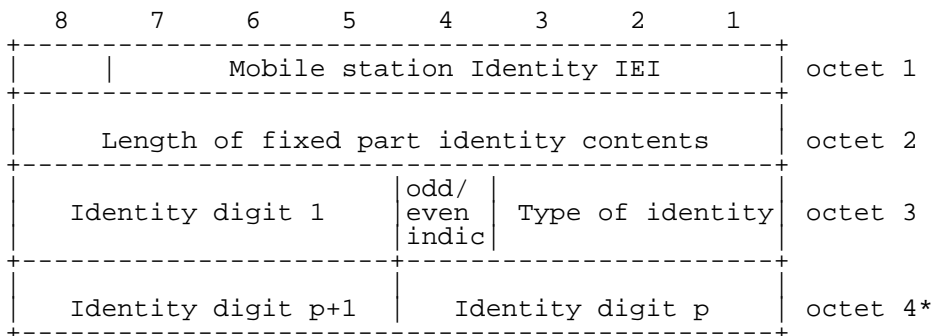 8 7 6 5 4 3 2 1
Mobile station Identity IEI octet 1
Length of fixed part identity contents octet 2
odd/
Identity digit 1 even Type of identity octet 3
indic
Identity digit p+1 Identity digit p octet 4*